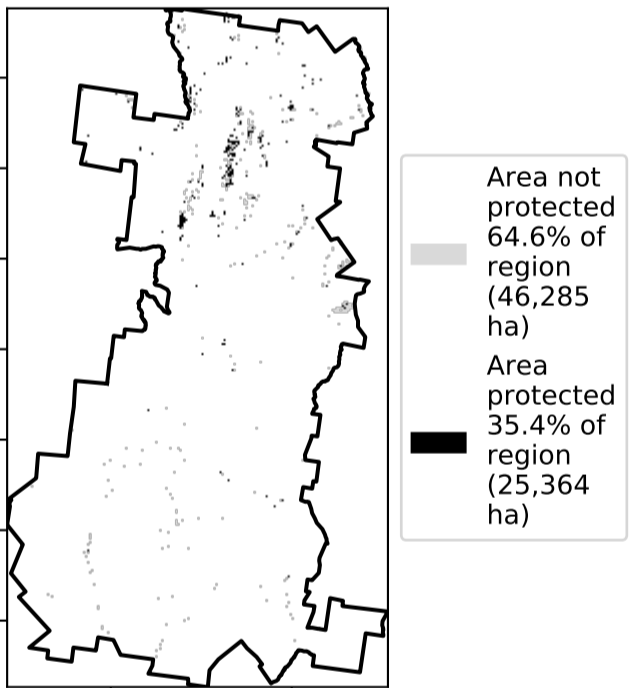 Area not
protected
64.6% of
region
(46,285
ha)
Area
protected
35.4% of
region
(25,364
ha)